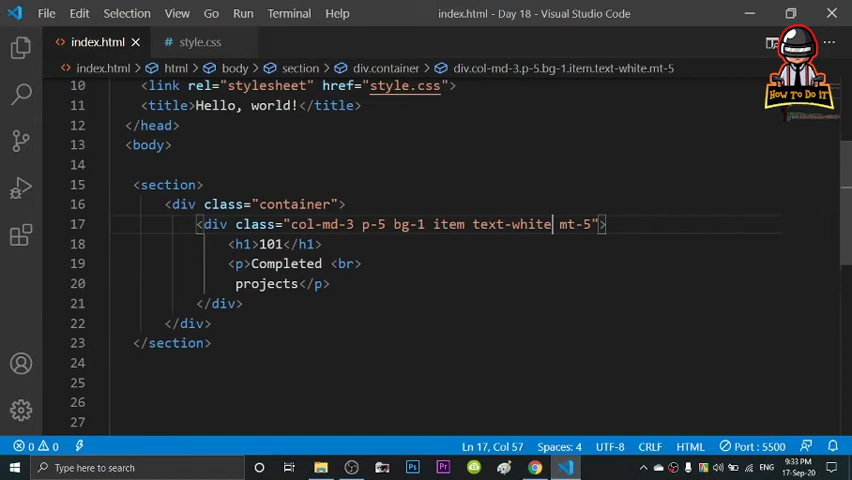 File Edit Selection View Go Run Terminal Help index.html - Day 18 - Visual Studio Code
index.html style.css
index.html html body section div.container div.col-md-3.p-5.bg-1.item.text-white.mt-5
HOW TO DO IT
10 <link rel="stylesheet" href="style.css">
11 <title>Hello, world!</title>
12 </head>
13 <body>
14
15 <section>
16 <div class="container">
17 <div class="col-md-3 p-5 bg-1 item text-white mt-5">
18 <h1>101</h1>
19 <p>Completed <br>
20 projects</p>
21 </div>
22 </div>
23 </section>
24
25
26
27
0 0 Ln 17, Col 57 Spaces: 4 UTF-8 CRLF HTML Port : 5500
Type here to search ENG 9:33 PM
17-Sep-20